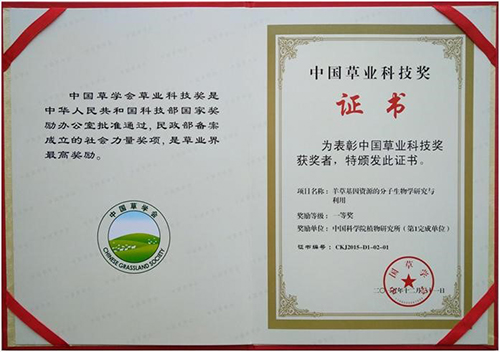 中国草学会草业科技奖是
中华人民共和国科技部国家奖
励办公室批准通过，民政部备案
成立的社会力量奖项，是草业界
最高奖励。
中国草学会
CHINESE GRASSLAND SOCIETY
中国草业科技奖
证书
为表彰中国草业科技奖
获奖者，特颁发此证书。
项目名称：羊草基因资源的分子生物学研究与
利用
奖励等级：一等奖
奖励单位：中国科学院植物研究所（第1完成单位）
证书编号：CKJ2015-D1-02-01
中国草学会